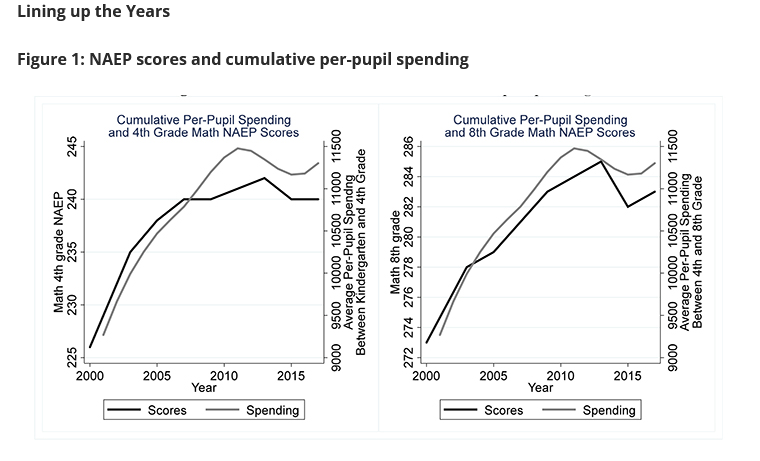 Lining up the Years
Figure 1: NAEP scores and cumulative per-pupil spending
Cumulative Per-Pupil Spending
and 4th Grade Math NAEP Scores
Math 4th grade NAEP
245
240
235
230
225
11500
11000
10500
10000
9500
9000
Average Per-Pupil Spendng
Between Kindergarten and 4th Grade
2000 2005 2010 2015
Year
Scores Spending
Cumulative Per-Pupil Spending
and 8th Grade Math NAEP Scores
Math 8th grade
286
284
282
280
278
276
274
272
11500
11000
10500
10000
9500
9000
Average Per-Pupil Spendng
Between 4th and 8th Grade
2000 2005 2010 2015
Year
Scores Spending